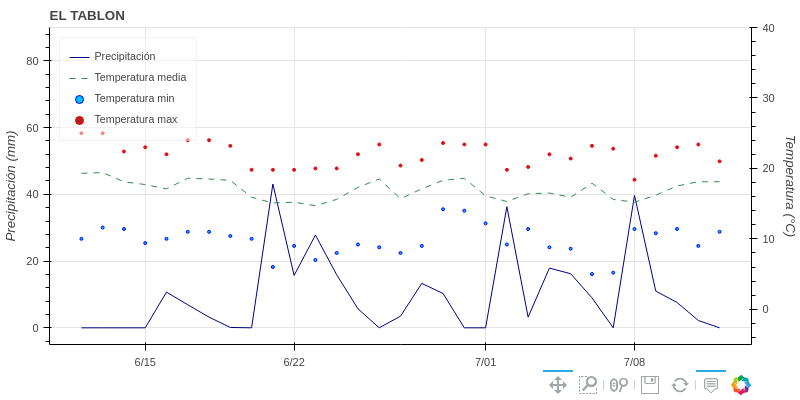 EL TABLON
Precipitación
Temperatura media
Temperatura min
Temperatura max
Precipitación (mm)
80
60
40
20
0
40
30
20
10
0
Temperatura (°C)
6/15
6/22
7/01
7/08